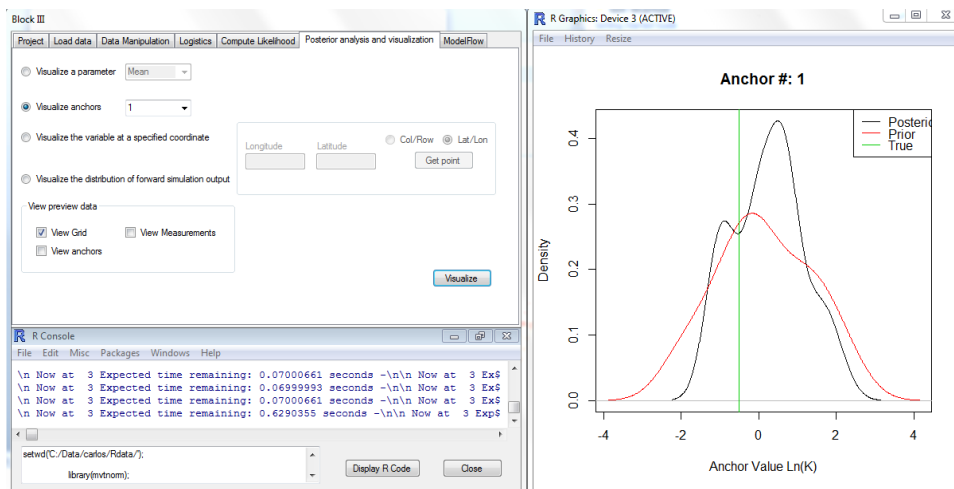 Block III
Project Load data Data Manipulation Logistics Compute Likelihood Posterior analysis and visualization ModelFlow
Visualize a parameter Mean
Visualize anchors 1
Visualize the variable at a specified coordinate
Longitude Latitude Col/Row Lat/Lon
Get point
Visualize the distribution of forward simulation output
View preview data
View Grid View Measurements
View anchors
Visualize
R Console
File Edit Misc Packages Windows Help
\n Now at 3 Expected time remaining: 0.07000661 seconds -\n\n Now at 3 Ex$
\n Now at 3 Expected time remaining: 0.06999993 seconds -\n\n Now at 3 Ex$
\n Now at 3 Expected time remaining: 0.07000661 seconds -\n\n Now at 3 Ex$
\n Now at 3 Expected time remaining: 0.6290355 seconds -\n\n Now at 3 Exp$
setwd('C:/Data/carlos/Rdata/');
library(mvtnorm);
Display R Code Close
R Graphics: Device 3 (ACTIVE)
File History Resize
Anchor #: 1
Posteric
Prior
True
Density
0.4
0.3
0.2
0.1
0.0
-4 -2 0 2 4
Anchor Value Ln(K)